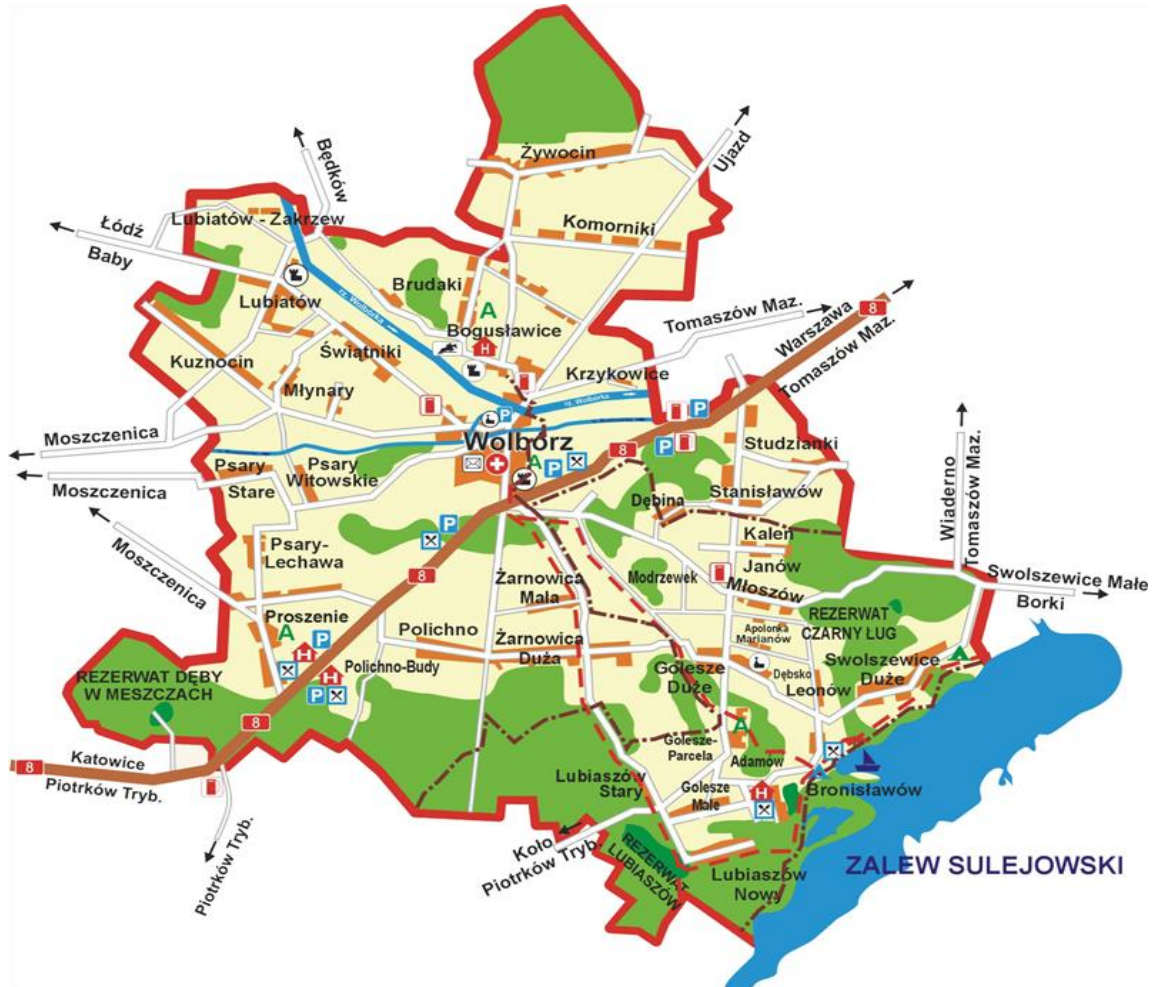 Żywocin
Ujazd
Będków
Lubiatów - Zakrzew
Komorniki
Łódź
Baby
Brudaki
rz. Wolbórka
Lubiatów
A
Bogusławice
H
Tomaszów Maz.
8
Warszawa
Tomaszów Maz.
Kuznocin
Świątniki
Krzykowice
rz. Wolbórka
Młynary
P
P
Moszczenica
Wolbórz
8
P
Studzianki
Psary
Stare
Psary
Witowskie
A
P
Moszczenica
Dębina
Stanisławów
Wiaderno
Tomaszów Maz.
P
Kaleń
Psary-
Lechawa
Janów
Moszczenica
8
Żarnowica
Mala
Modrzewek
Młoszów
Swolszewice Małe
Borki
REZERWAT
CZARNY ŁUG
Proszenie
A
P
H
Polichno
Żarnowica
Duża
Apolonka
Marianów
Swolszewice
Duże
A
REZERWAT DĘBY
W MESZCZACH
Polichno-Budy
H
P
Golesze
Duże
Dębsko
Leonów
8
A
Golesze-
Parcela
Adamów
Katowice
8
Piotrków Tryb.
Lubiaszów
Stary
Golesze
Małe
H
Bronisławów
Koło
Piotrków Tryb.
Piotrków Tryb.
REZERWAT
LUBIASZÓW
Lubiaszów
Nowy
ZALEW SULEJOWSKI